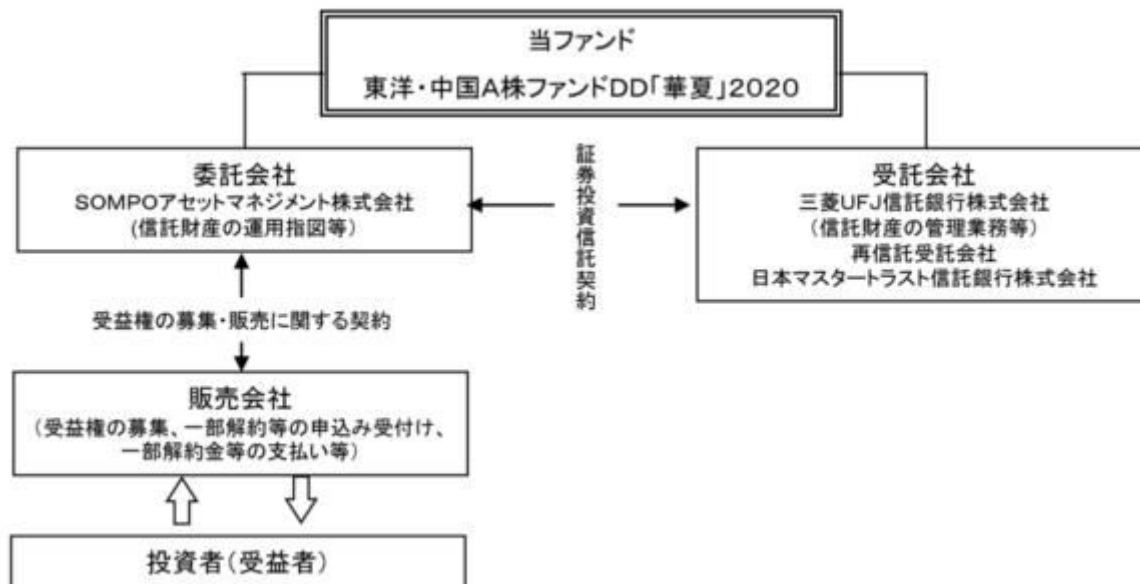 当ファンド
東洋・中国A株ファンドDD「華夏」2020
委託会社
SOMPOアセットマネジメント株式会社
(信託財産の運用指図等)
証券投資信託契約
受託会社
三菱UFJ信託銀行株式会社
(信託財産の管理業務等)
再信託受託会社
日本マスタートラスト信託銀行株式会社
受益権の募集・販売に関する契約
販売会社
(受益権の募集、一部解約等の申込み受付け、
一部解約金等の支払い等)
投資者(受益者)